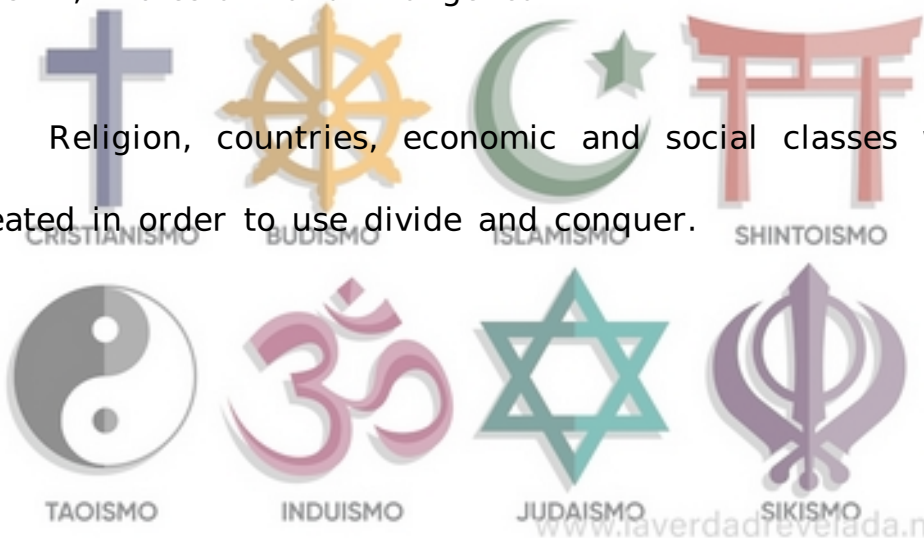 Religion, countries, economic and social classes
eated in order to use divide and conquer.
CRISTIANISMO BUDISMO ISLAMISMO SHINTOISMO
TAOISMO INDUISMO JUDAISMO SIKISMO
www.laverdadrevelada.n